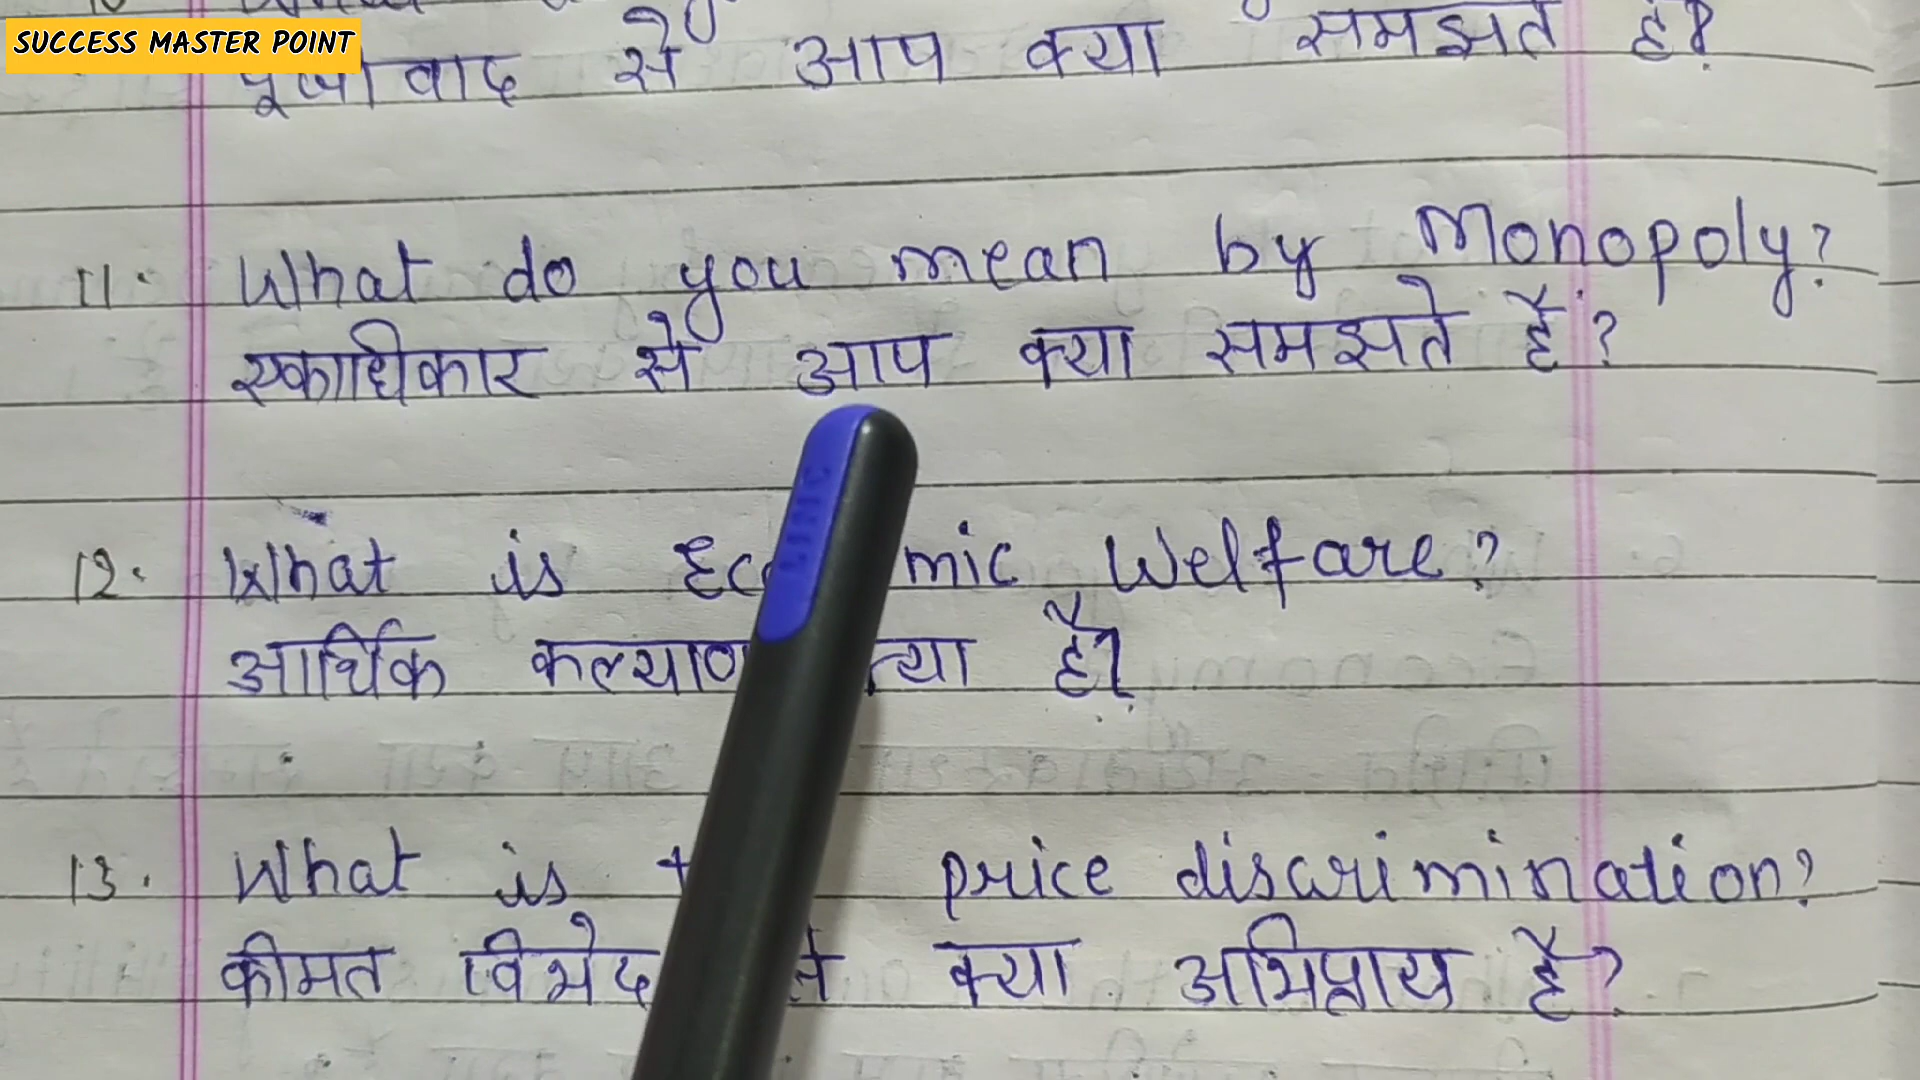 SUCCESS MASTER POINT
पूंजीवाद से आप क्या समझते हैं?
11. What do you mean by Monopoly?
एकाधिकार से आप क्या समझते हैं?
12. What is mic Welfare?
आर्थिक कल्याण है?
13. What is price discrimination?
कीमत विभेद से क्या अभिप्राय है?